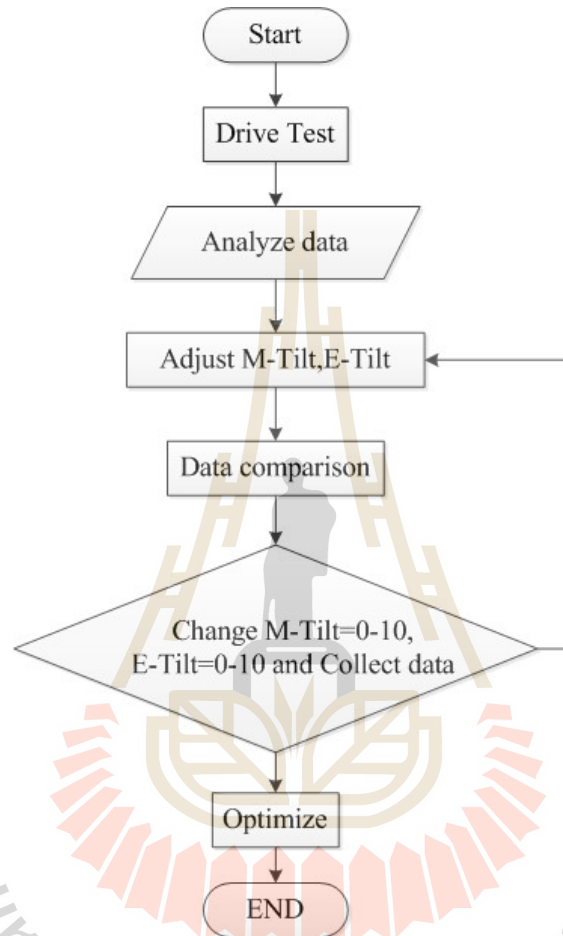 Start
Drive Test
Analyze data
Adjust M-Tilt,E-Tilt
Data comparison
Change M-Tilt=0-10,
E-Tilt=0-10 and Collect data
Optimize
END